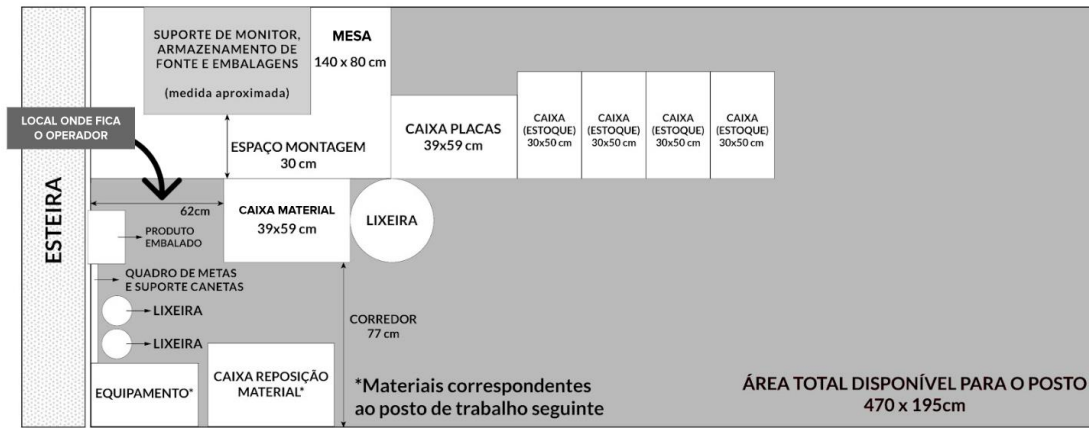 SUPORTE DE MONITOR,
ARMAZENAMENTO DE
FONTE E EMBALAGENS
(medida aproximada)
MESA
140 x 80 cm
LOCAL ONDE FICA
O OPERADOR
ESPAÇO MONTAGEM
30 cm
CAIXA PLACAS
39x59 cm
CAIXA
(ESTOQUE)
30x50 cm
CAIXA
(ESTOQUE)
30x50 cm
CAIXA
(ESTOQUE)
30x50 cm
CAIXA
(ESTOQUE)
30x50 cm
ESTEIRA
62cm
CAIXA MATERIAL
39x59 cm
LIXEIRA
PRODUTO
EMBALADO
QUADRO DE METAS
E SUPORTE CANETAS
LIXEIRA
LIXEIRA
CORREDOR
77 cm
EQUIPAMENTO*
CAIXA REPOSIÇÃO
MATERIAL*
*Materiais correspondentes
ao posto de trabalho seguinte
ÁREA TOTAL DISPONÍVEL PARA O POSTO
470 x 195cm